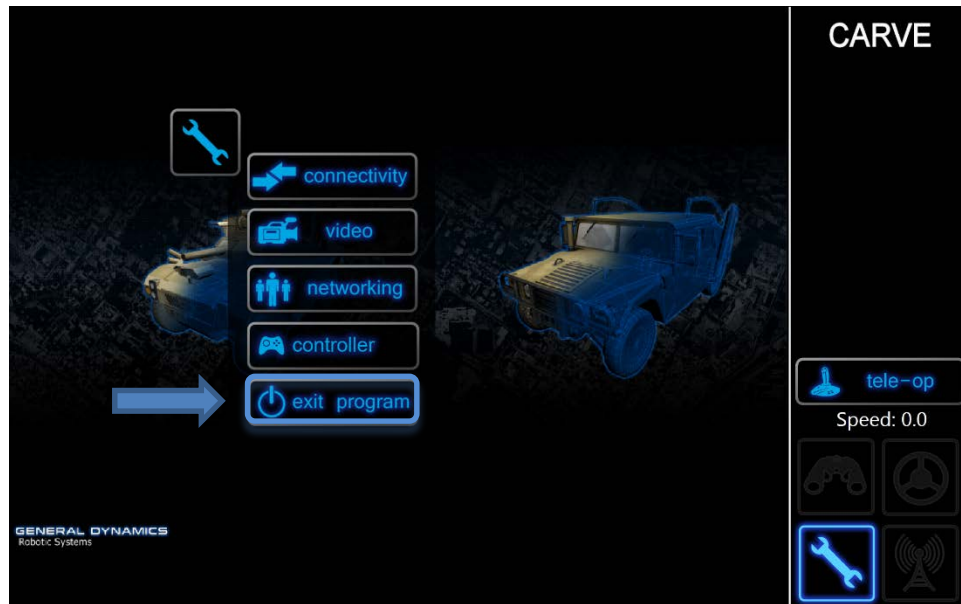 CARVE
connectivity
video
networking
controller
exit program
tele-op
Speed: 0.0
GENERAL DYNAMICS
Robotic Systems